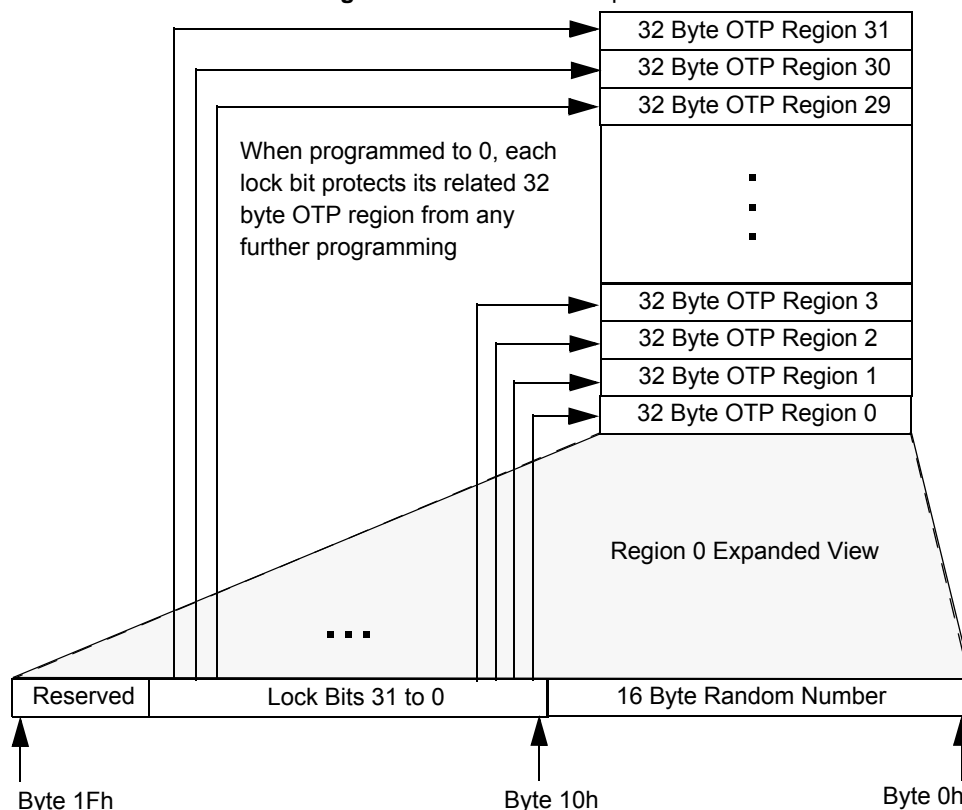 32 Byte OTP Region 31
32 Byte OTP Region 30
32 Byte OTP Region 29
When programmed to 0, each
lock bit protects its related 32
byte OTP region from any
further programming
32 Byte OTP Region 3
32 Byte OTP Region 2
32 Byte OTP Region 1
32 Byte OTP Region 0
Region 0 Expanded View
...
Reserved
Lock Bits 31 to 0
16 Byte Random Number
Byte 1Fh
Byte 10h
Byte 0h